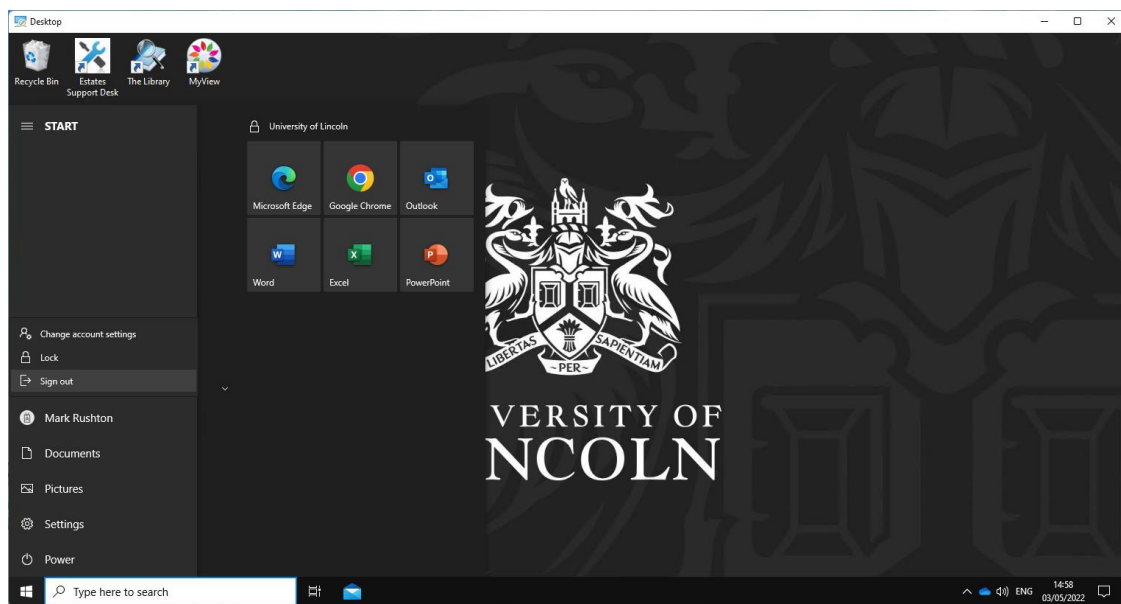 Desktop
Recycle Bin
Estates
Support Desk
The Library
MyView
START
University of Lincoln
Microsoft Edge
Google Chrome
Outlook
Word
Excel
PowerPoint
Change account settings
Lock
Sign out
Mark Rushton
Documents
Pictures
Settings
Power
LIBERTAS
SAPIENTIAM
~PER~
VERSITY OF
NCOLN
Type here to search
ENG
14:58
03/05/2022